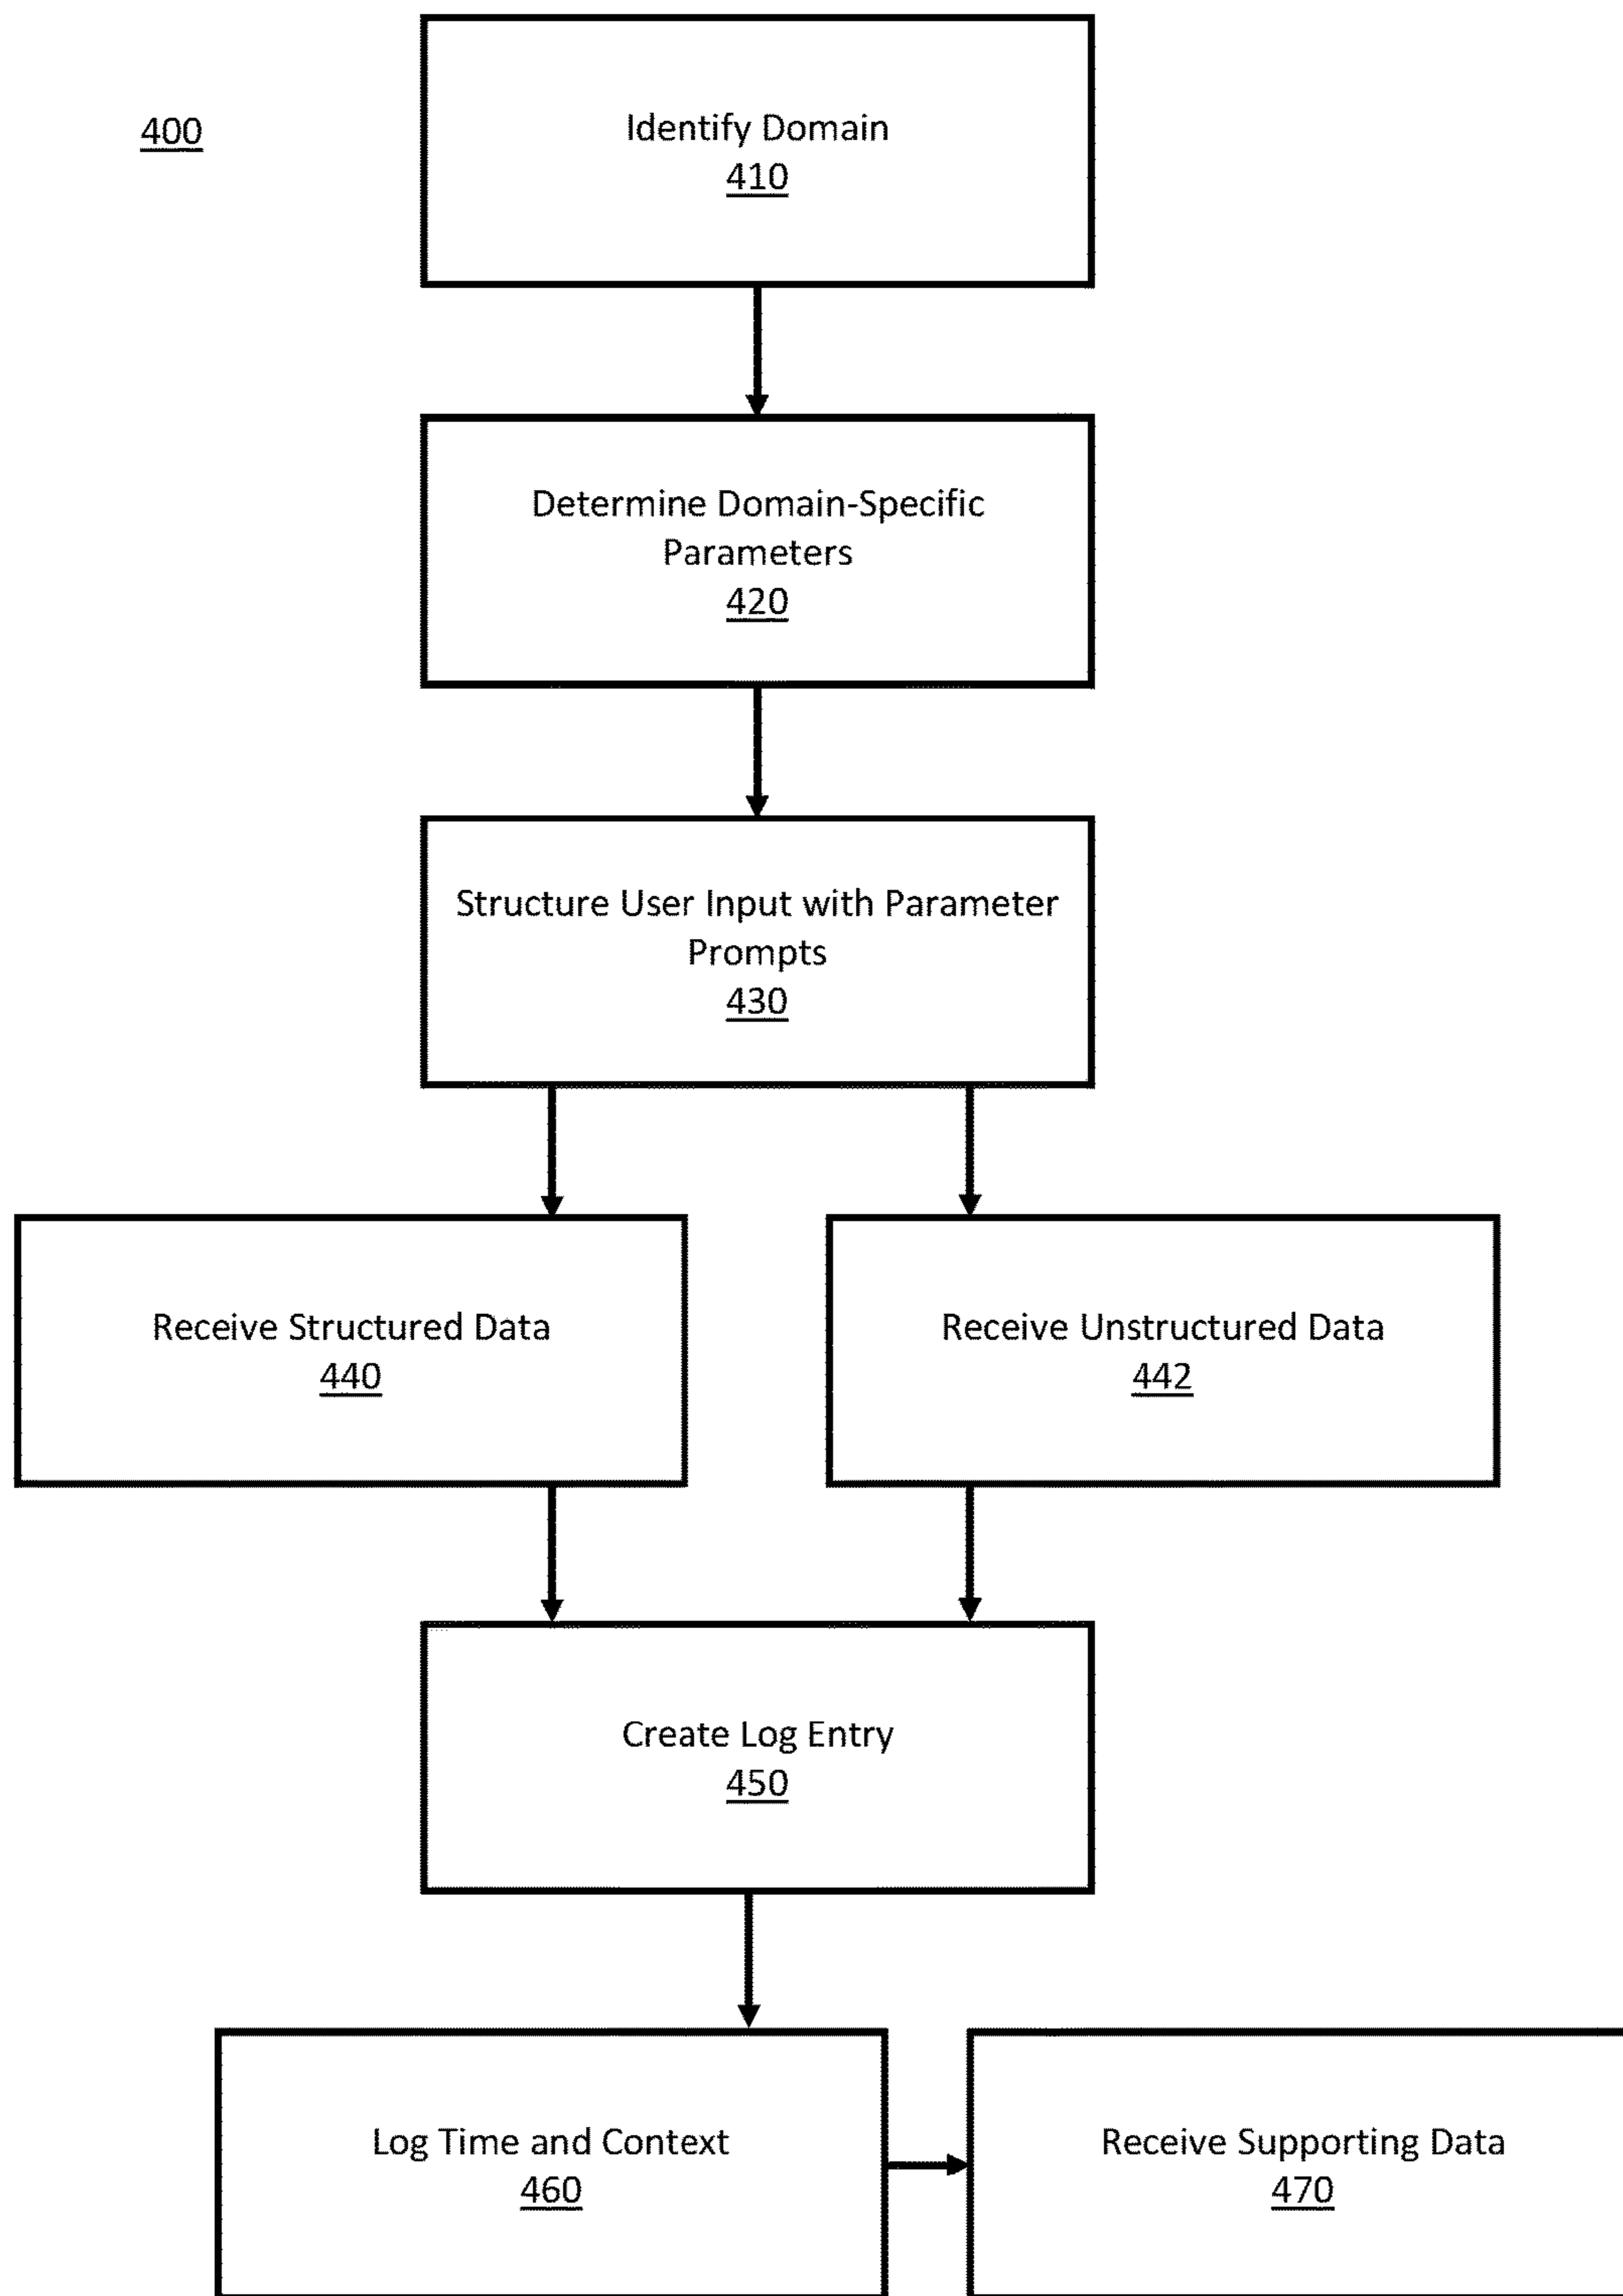 400
Identify Domain
410
Determine Domain-Specific
Parameters
420
Structure User Input with Parameter
Prompts
430
Receive Structured Data
440
Receive Unstructured Data
442
Create Log Entry
450
Log Time and Context
460
Receive Supporting Data
470